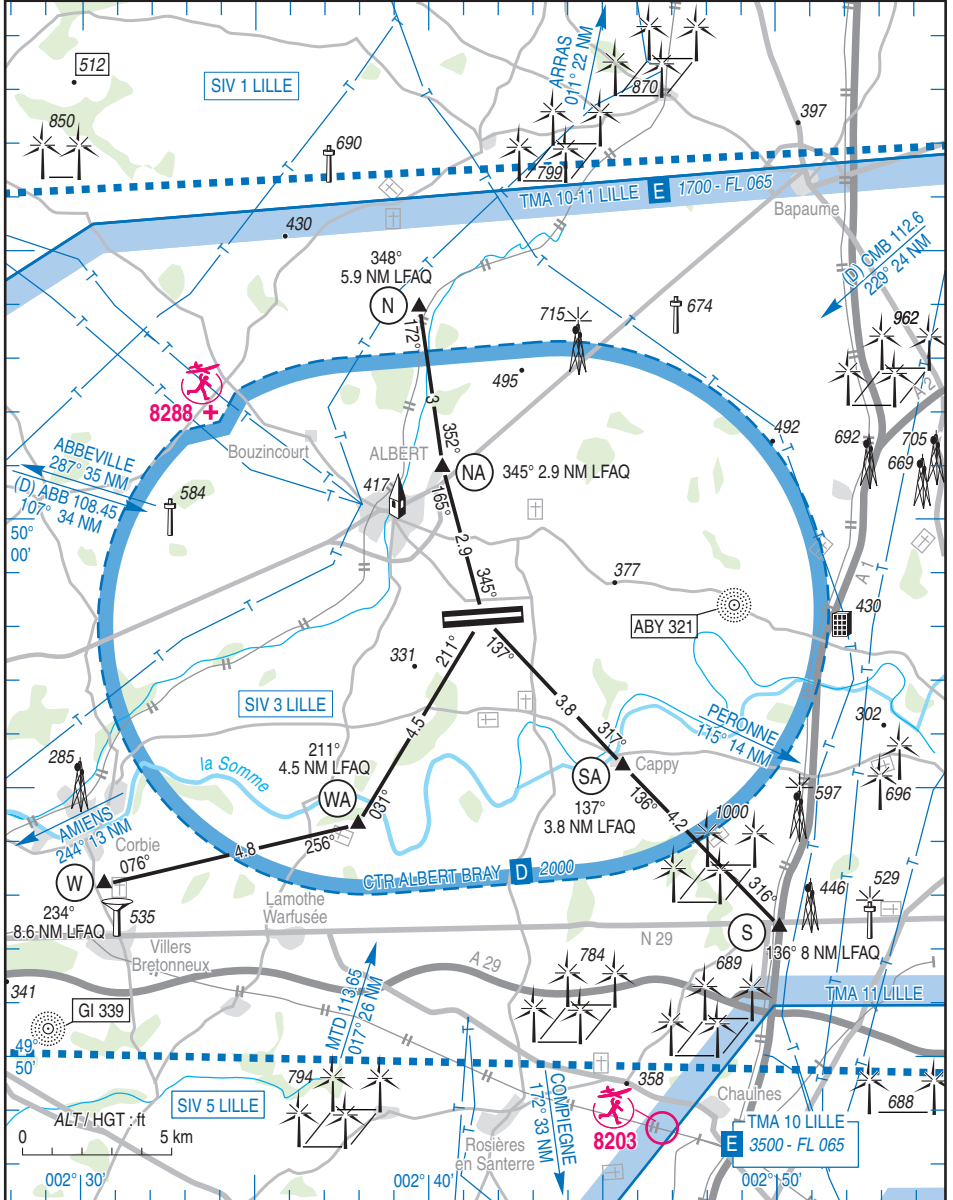 512
SIV 1 LILLE
ARRAS
011° 22 NM
870
397
850
690
799
TMA 10-11 LILLE E 1700 - FL 065
Bapaume
430
348°
5.9 NM LFAQ
N
172°
(D) CMB 112.6
229° 24 NM
715
674
962
495
3
8288 +
A 2
352°
492
692
705
669
Bouzincourt
ALBERT
NA
345° 2.9 NM LFAQ
ABBEVILLE
287° 35 NM
(D) ABB 108.45
107° 34 NM
417
165°
584
50°
00'
2.9
345°
377
A 1
ABY 321
430
211°
137°
331
SIV 3 LILLE
3.8
4.5
317°
PERONNE
115° 14 NM
302
285
la Somme
211°
4.5 NM LFAQ
WA
031°
SA
Cappy
137°
3.8 NM LFAQ
136°
4.2
1000
597
696
AMIENS
244° 13 NM
Corbie
076°
4.8
256°
W
234°
8.6 NM LFAQ
535
CTR ALBERT BRAY D 2000
316°
446
529
Lamothe
Warfusée
S
136° 8 NM LFAQ
N 29
Villers
Bretonneux
A 29
784
689
341
TMA 11 LILLE
GI 339
MTD 113.65
017° 26 NM
49°
50'
794
358
SIV 5 LILLE
COMPIEGNE
172° 33 NM
Chaulnes
688
8203
ALT / HGT : ft
0 5 km
Rosières
en Santerre
E
TMA 10 LILLE
3500 - FL 065
002° 30'
002° 40'
002° 50'